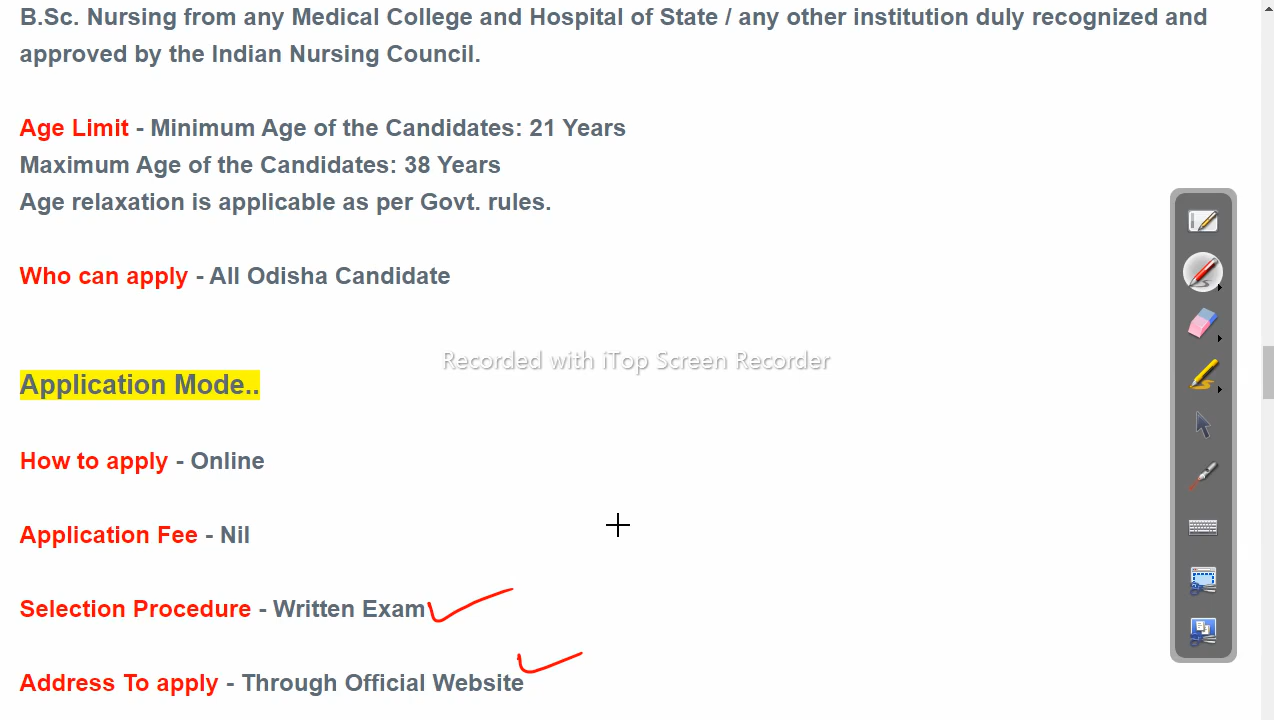 B.Sc. Nursing from any Medical College and Hospital of State / any other institution duly recognized and
approved by the Indian Nursing Council.
Age Limit - Minimum Age of the Candidates: 21 Years
Maximum Age of the Candidates: 38 Years
Age relaxation is applicable as per Govt. rules.
Who can apply - All Odisha Candidate
Recorded with iTop Screen Recorder
Application Mode..
How to apply - Online
Application Fee - Nil
Selection Procedure - Written Exam
Address To apply - Through Official Website